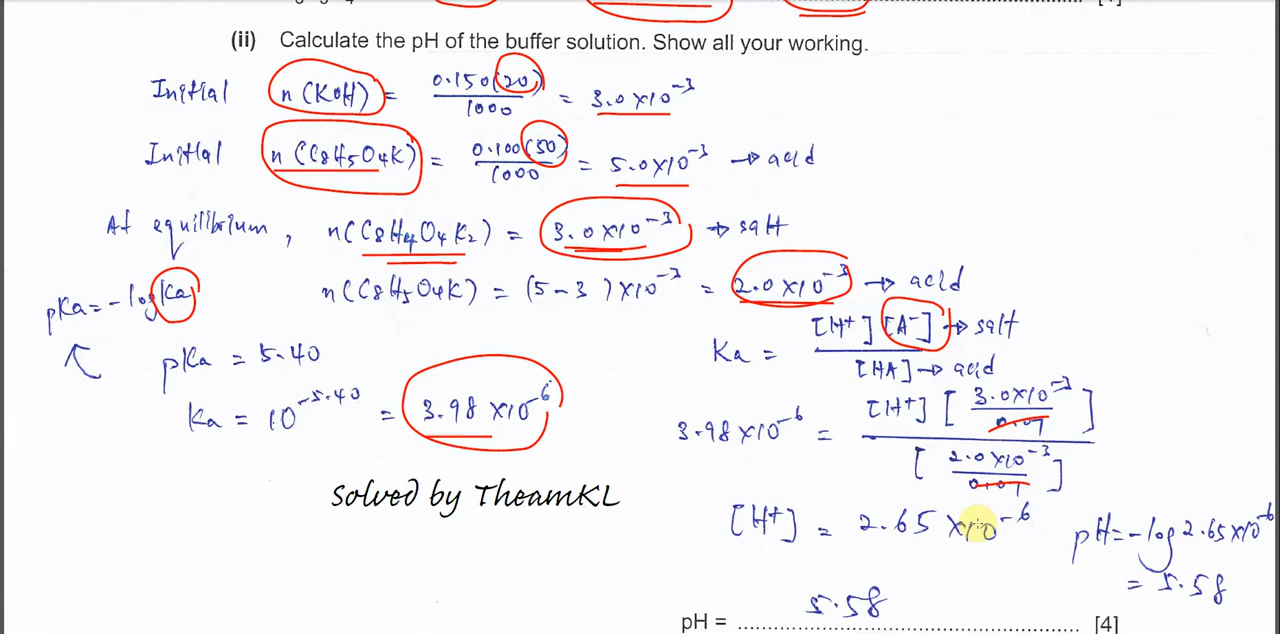 (ii) Calculate the pH of the buffer solution. Show all your working.
Initial n(KOH) = 0.150(20)/1000 = 3.0×10⁻³
Initial n(C8H5O4K) = 0.100(50)/1000 = 5.0×10⁻³ → acid
At equilibrium, n(C8H4O4K2) = 3.0×10⁻³ → salt
n(C8H5O4K) = (5-3)×10⁻³ = 2.0×10⁻³ → acid
pKa = -log Ka
pKa = 5.40
Ka = 10⁻⁵·⁴⁰ = 3.98×10⁻⁶
Ka = [H⁺][A⁻] → salt
[HA] → acid
3.98×10⁻⁶ = [H⁺] [3.0×10⁻³/0.07]
[2.0×10⁻³/0.07]
solved by TheamKL
[H⁺] = 2.65×10⁻⁶
pH = -log 2.65×10⁻⁶
= 5.58
pH = 5.58 [4]